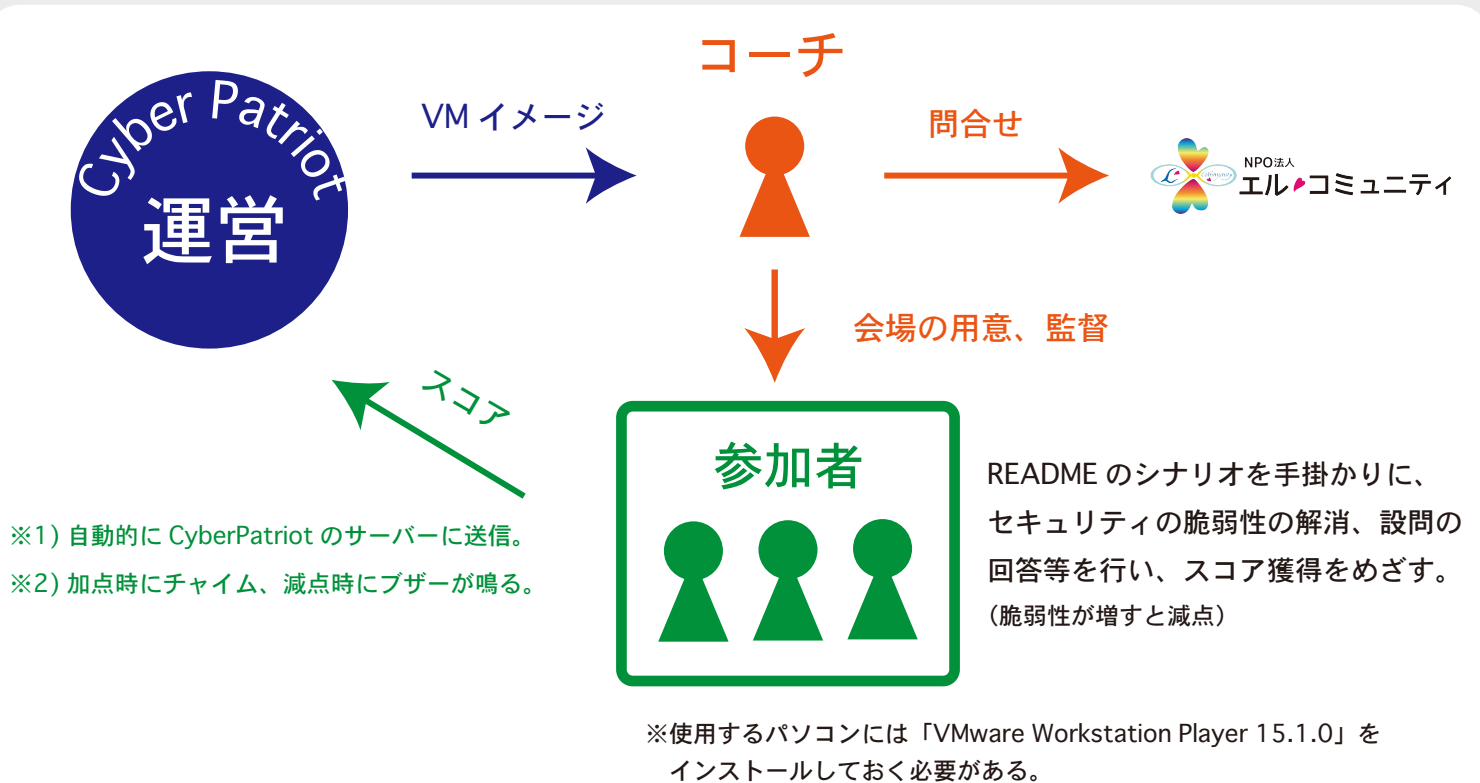 コーチ
Cyber Patriot
運営
VM イメージ
問合せ
NPO法人
エル コミュニティ
会場の用意、監督
スコア
参加者
README のシナリオを手掛かりに、
セキュリティの脆弱性の解消、設問の
回答等を行い、スコア獲得をめざす。
（脆弱性が増すと減点）
※1) 自動的に CyberPatriot のサーバーに送信。
※2) 加点時にチャイム、減点時にブザーが鳴る。
※使用するパソコンには「VMware Workstation Player 15.1.0」を
インストールしておく必要がある。